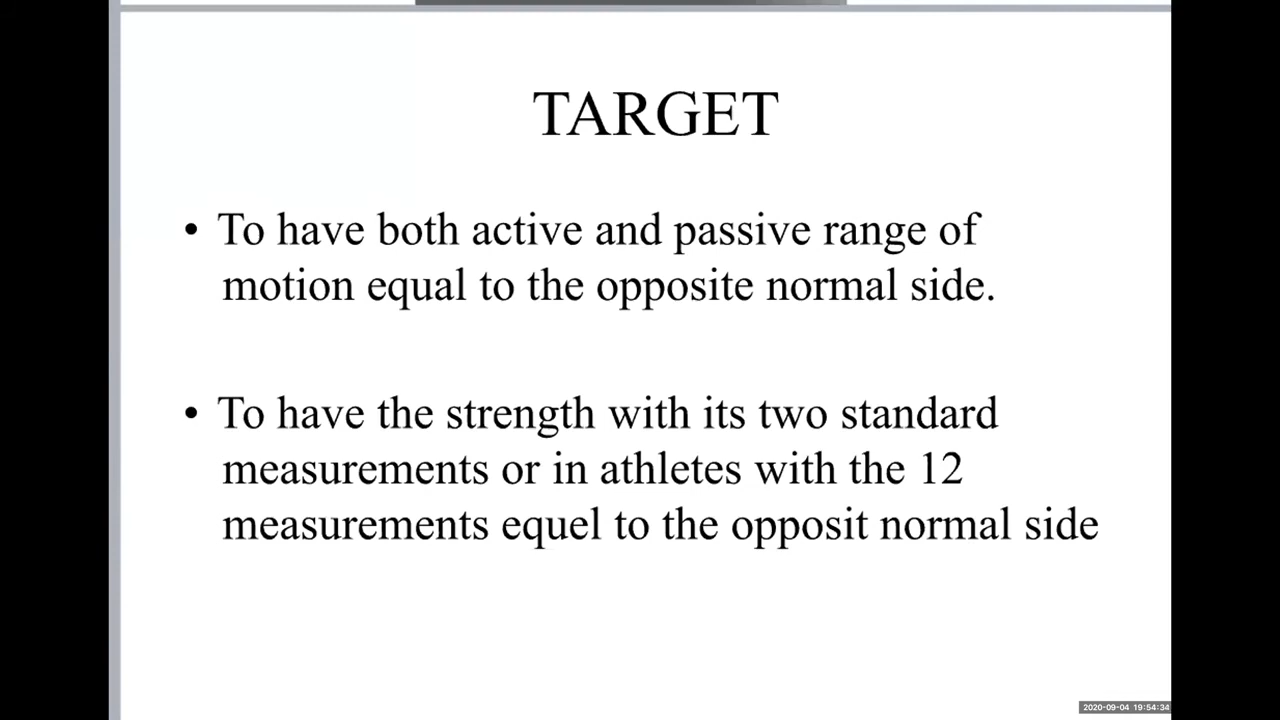 TARGET
• To have both active and passive range of
motion equal to the opposite normal side.
• To have the strength with its two standard
measurements or in athletes with the 12
measurements equel to the opposit normal side
2020-09-04 19:54:34